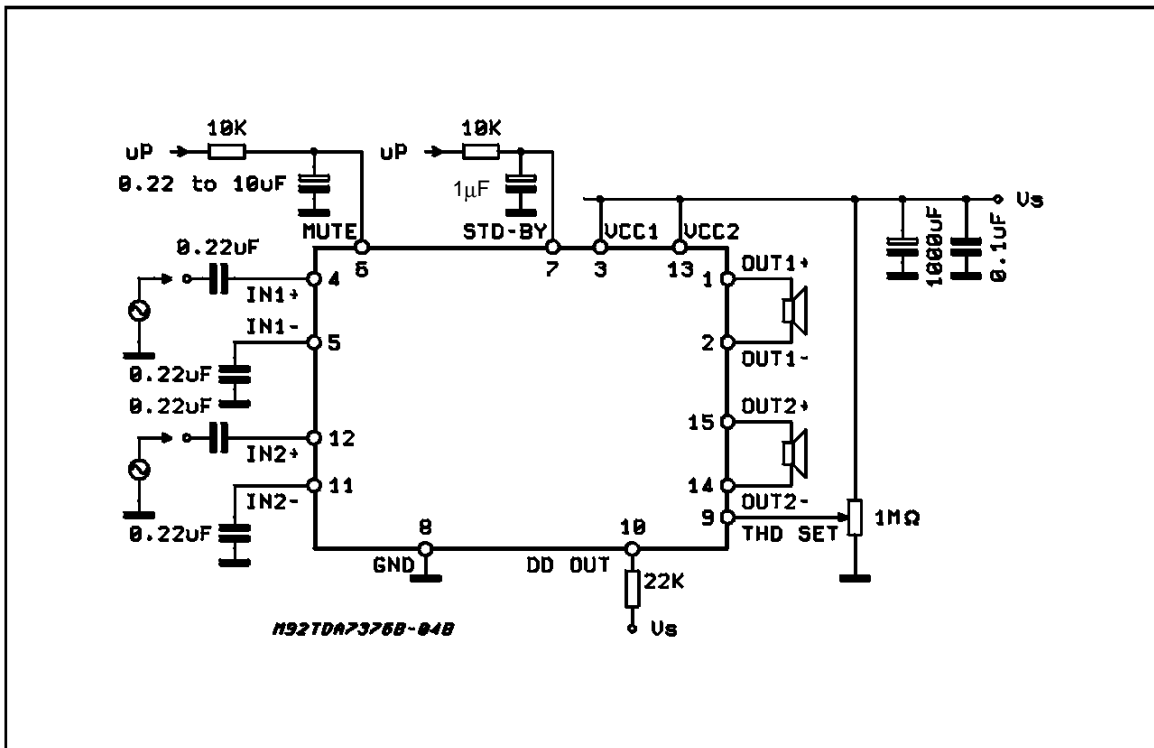 10K
10K
uP
uP
0.22 to 10uF
1μF
Vs
MUTE
STD-BY
VCC1
VCC2
1000uF
0.1uF
0.22uF
6
7
3
13
OUT1+
4
1
IN1+
IN1-
5
2
OUT1-
0.22uF
0.22uF
OUT2+
15
12
IN2+
11
14
IN2-
OUT2-
9
1MΩ
0.22uF
8
10
THD SET
GND
DD OUT
22K
M92TDA7376B-04B
Vs